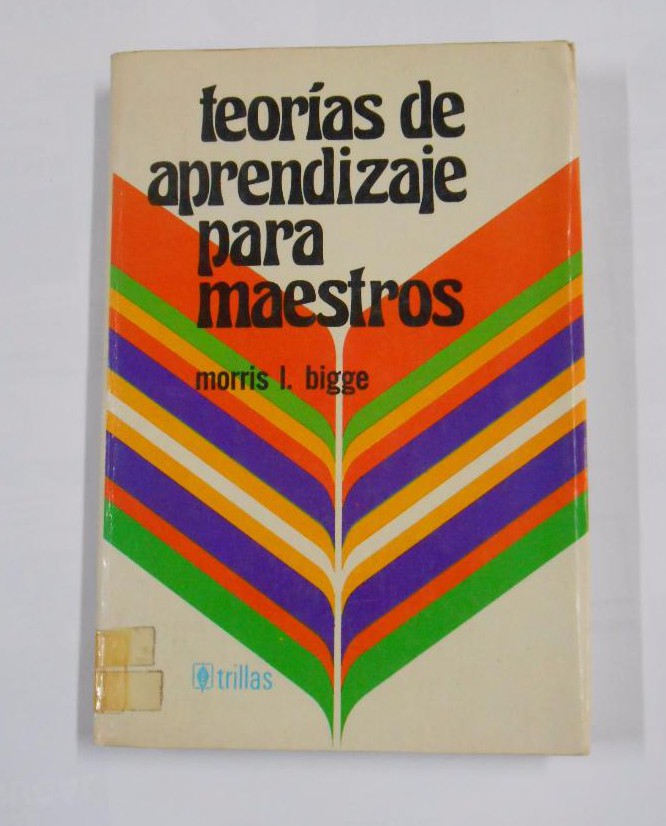 teorías de
aprendizaje
para
maestros
morris l. bigge
trillas